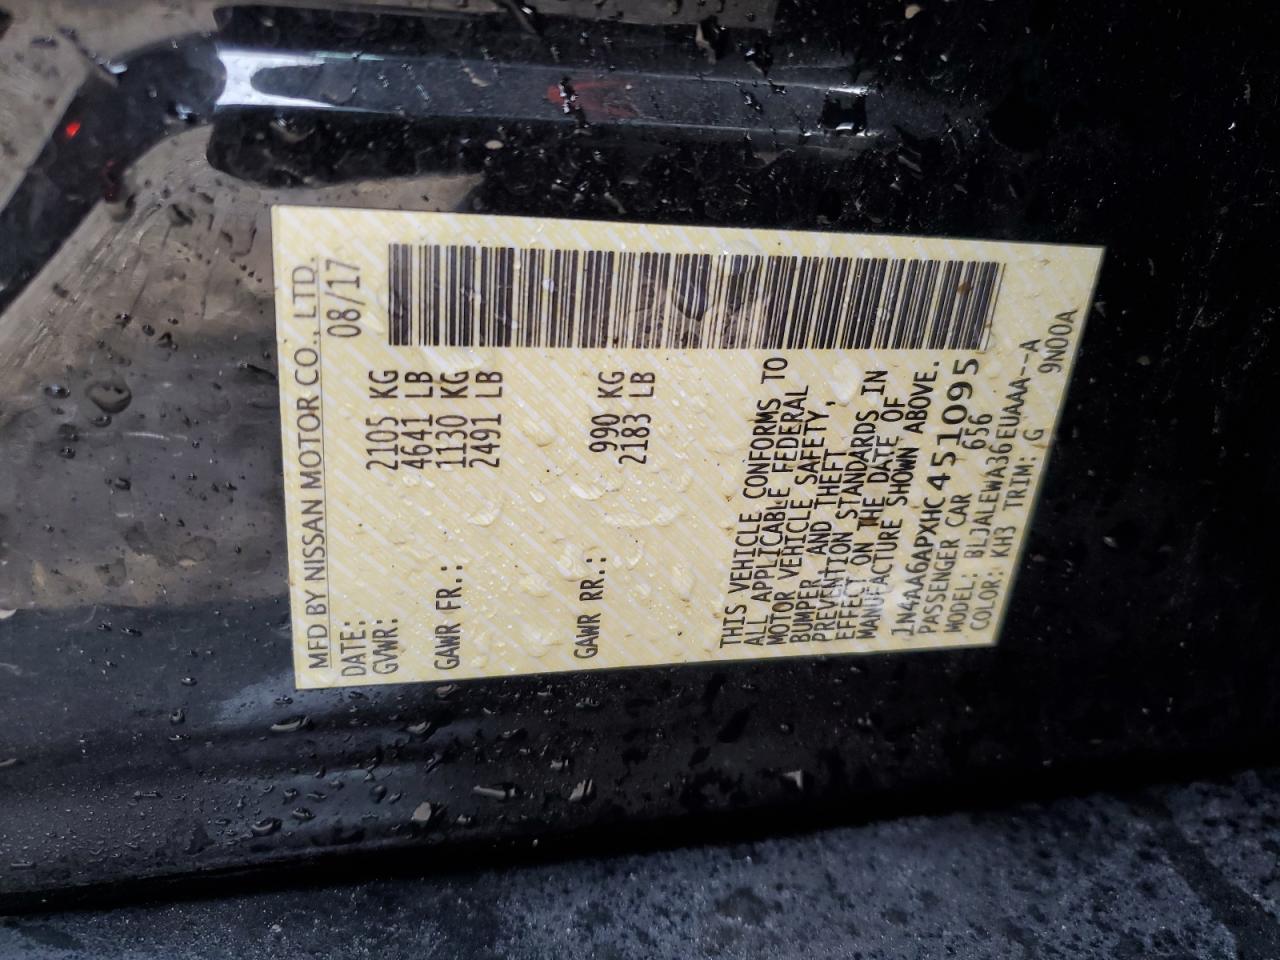 MFD BY NISSAN MOTOR CO., LTD.
DATE: 08/17
GVWR: 2105 KG
4641 LB
GAWR FR.: 1130 KG
2491 LB
GAWR RR.: 990 KG
2183 LB
THIS VEHICLE CONFORMS TO
ALL APPLICABLE FEDERAL
MOTOR VEHICLE SAFETY,
BUMPER AND THEFT
PREVENTION STANDARDS IN
EFFECT ON THE DATE OF
MANUFACTURE SHOWN ABOVE.
1N4AA6APXHC451095
PASSENGER CAR 696
MODEL: BLJALEWA36EUAAA--A
COLOR: KH3 TRIM: G 9N00A